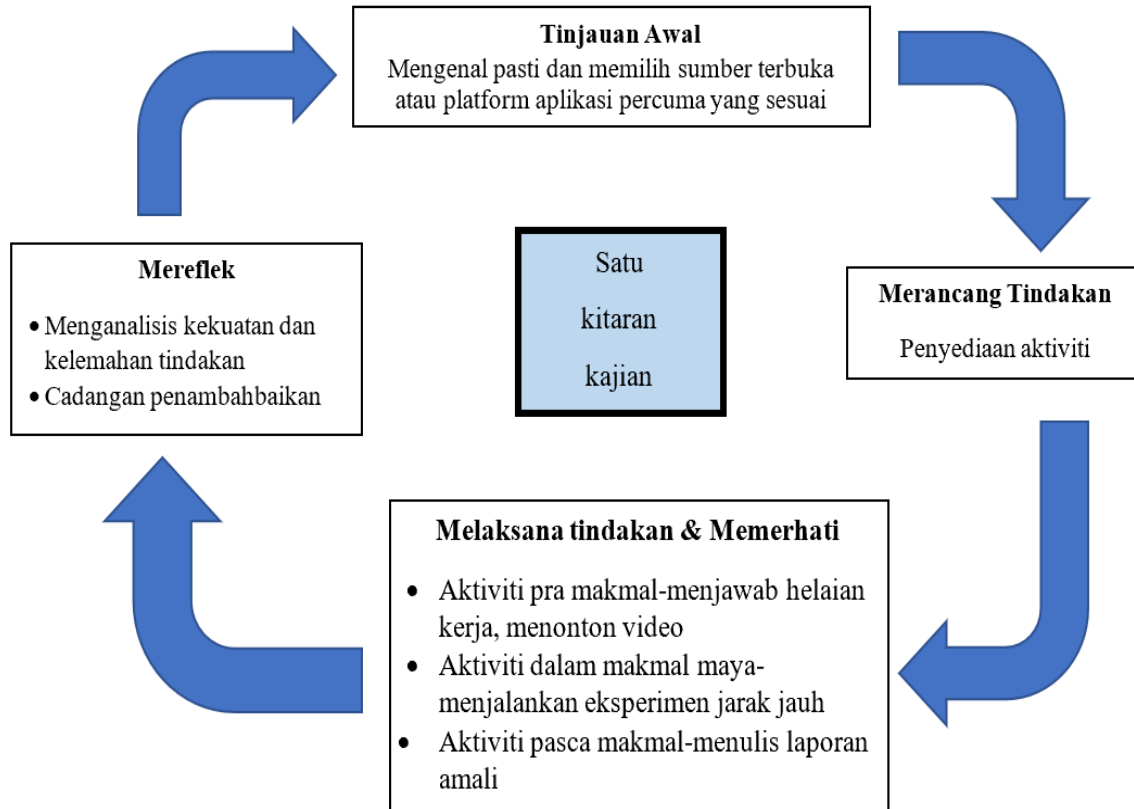 Tinjauan Awal
Mengenal pasti dan memilih sumber terbuka
atau platform aplikasi percuma yang sesuai
Merancang Tindakan
Penyediaan aktiviti
Melaksana tindakan & Memerhati
• Aktiviti pra makmal-menjawab helaian
kerja, menonton video
• Aktiviti dalam makmal maya-
menjalankan eksperimen jarak jauh
• Aktiviti pasca makmal-menulis laporan
amali
Mereflek
• Menganalisis kekuatan dan
kelemahan tindakan
• Cadangan penambahbaikan
Satu
kitaran
kajian